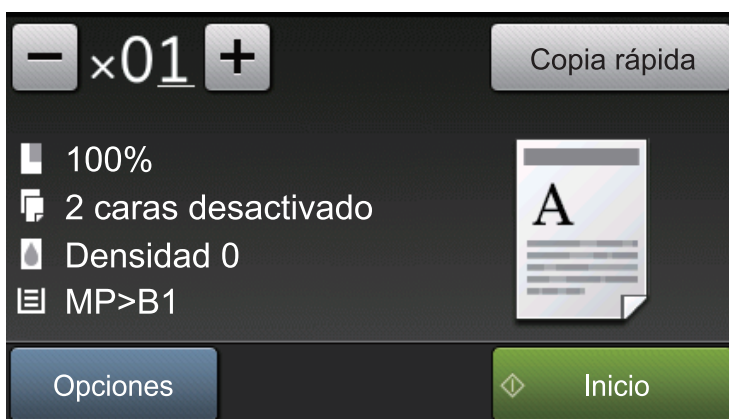 ×01
Copia rápida
100%
2 caras desactivado
Densidad 0
MP>B1
A
Opciones
Inicio